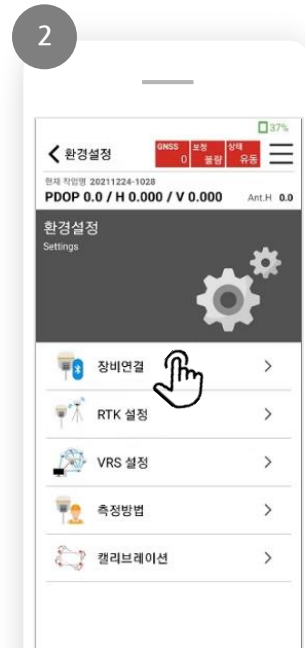 2
37%
환경설정
GNSS 0 보정 불량 상태 유동
현재 작업명 20211224-1028
PDOP 0.0 / H 0.000 / V 0.000 Ant.H 0.0
환경설정
Settings
장비연결
RTK 설정
VRS 설정
측정방법
캘리브레이션